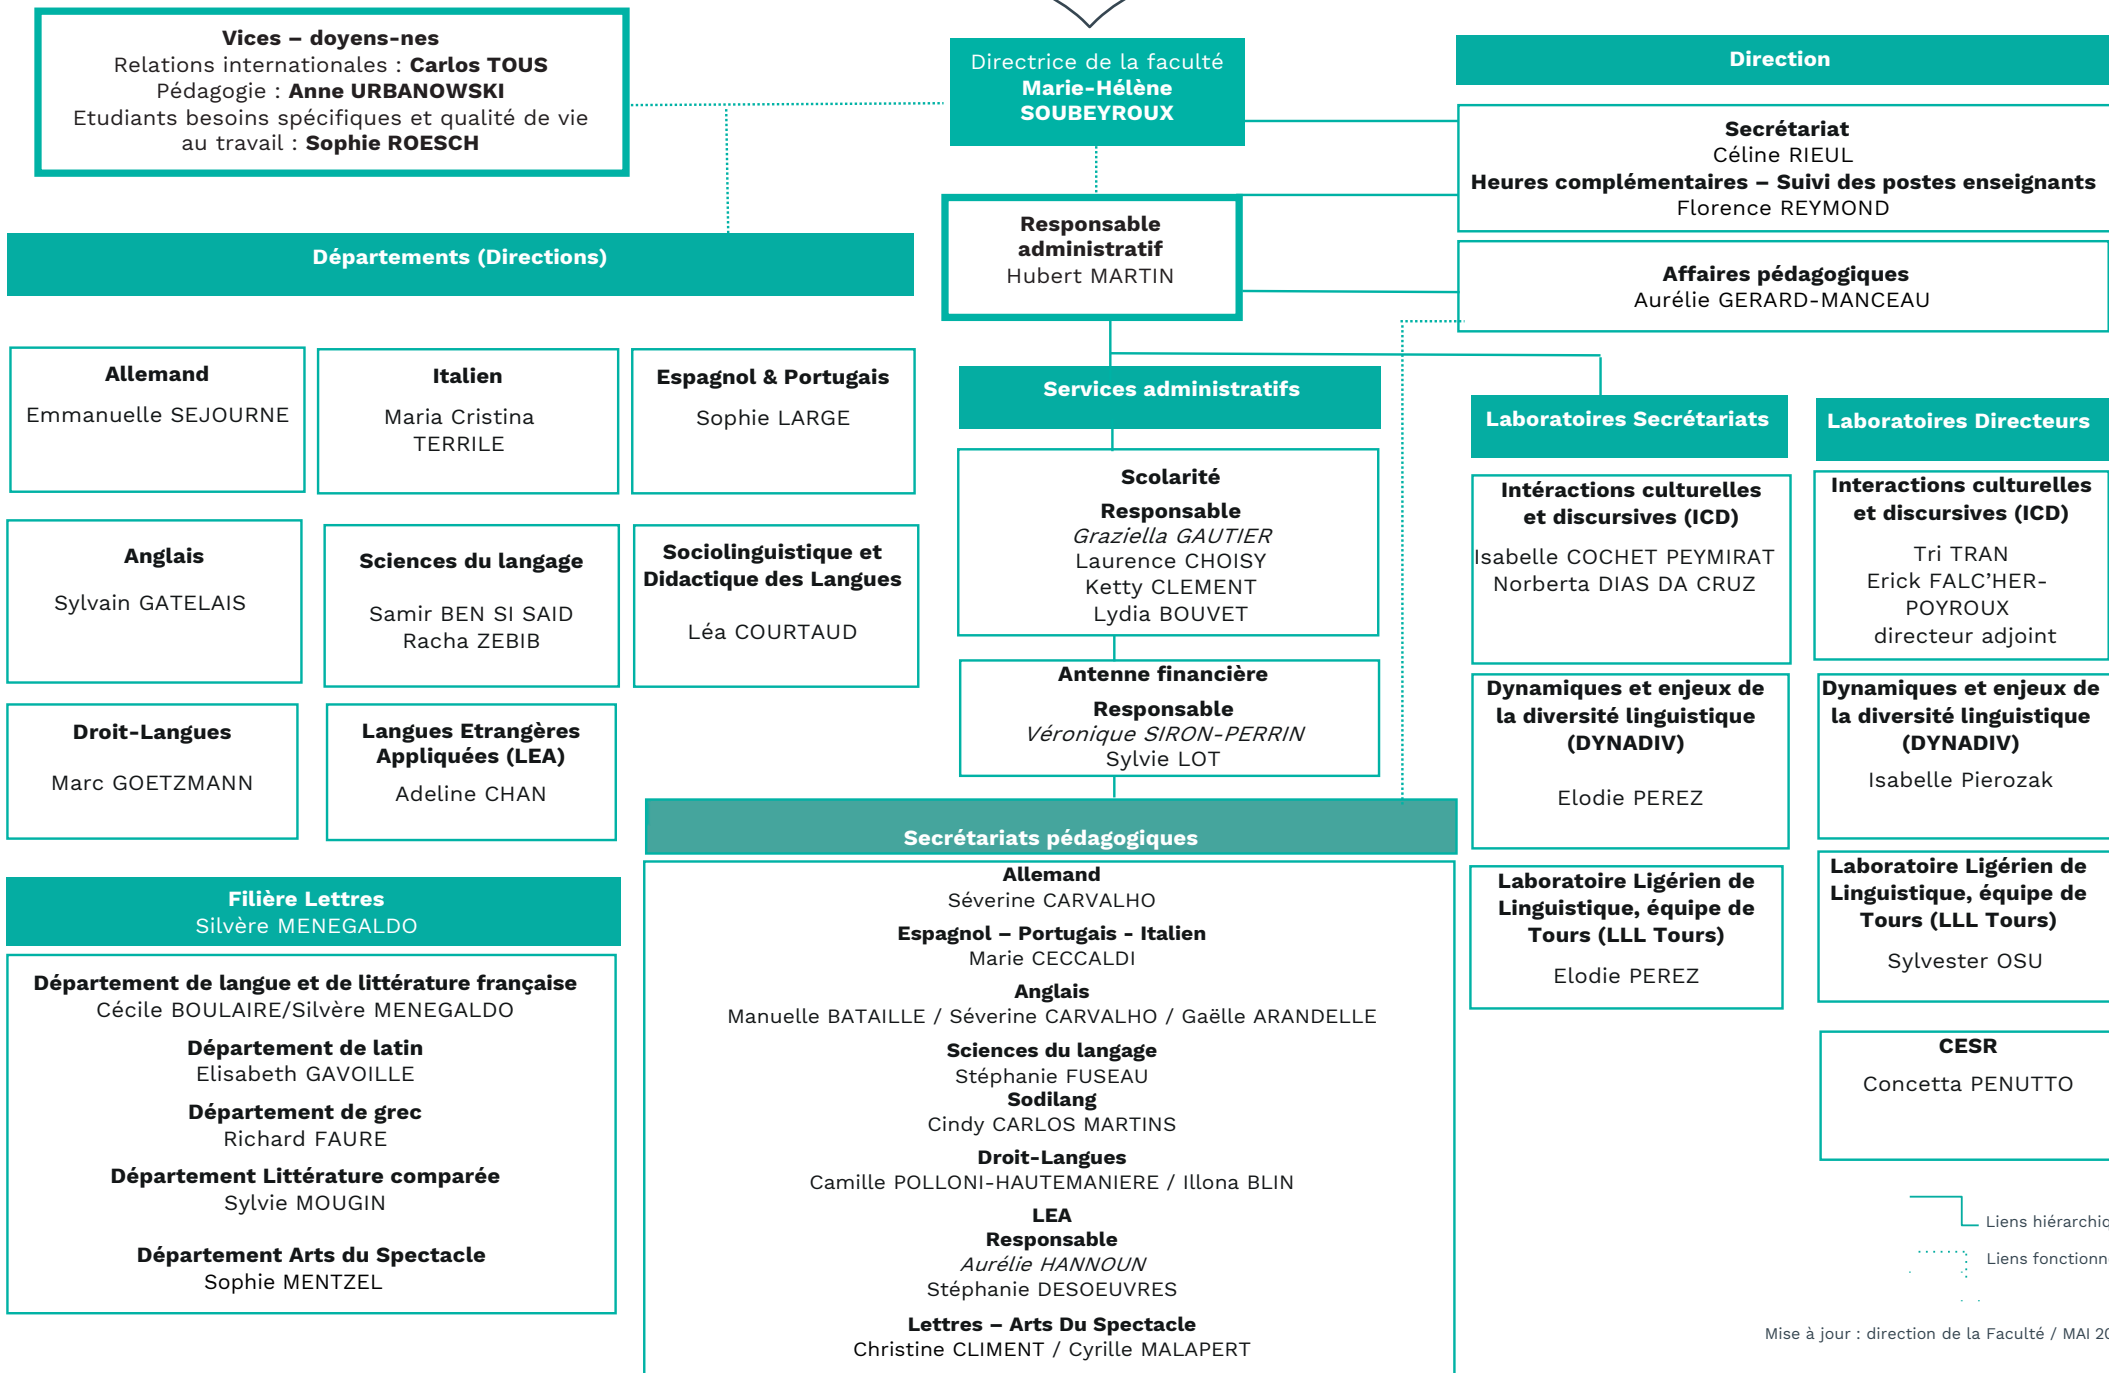 Vices – doyens-nes
Relations internationales : Carlos TOUS
Pédagogie : Anne URBANOWSKI
Etudiants besoins spécifiques et qualité de vie
au travail : Sophie ROESCH
Directrice de la faculté
Marie-Hélène
SOUBEYROUX
Direction
Secrétariat
Céline RIEUL
Heures complémentaires – Suivi des postes enseignants
Florence REYMOND
Responsable
administratif
Hubert MARTIN
Affaires pédagogiques
Aurélie GERARD-MANCEAU
Départements (Directions)
Allemand
Emmanuelle SEJOURNE
Italien
Maria Cristina
TERRILE
Espagnol & Portugais
Sophie LARGE
Anglais
Sylvain GATELAIS
Sciences du langage
Samir BEN SI SAID
Racha ZEBIB
Sociolinguistique et
Didactique des Langues
Léa COURTAUD
Droit-Langues
Marc GOETZMANN
Langues Etrangères
Appliquées (LEA)
Adeline CHAN
Filière Lettres
Silvère MENEGALDO
Département de langue et de littérature française
Cécile BOULAIRE/Silvère MENEGALDO
Département de latin
Elisabeth GAVOILLE
Département de grec
Richard FAURE
Département Littérature comparée
Sylvie MOUGIN
Département Arts du Spectacle
Sophie MENTZEL
Services administratifs
Scolarité
Responsable
Graziella GAUTIER
Laurence CHOISY
Ketty CLEMENT
Lydia BOUVET
Antenne financière
Responsable
Véronique SIRON-PERRIN
Sylvie LOT
Secrétariats pédagogiques
Allemand
Séverine CARVALHO
Espagnol – Portugais - Italien
Marie CECCALDI
Anglais
Manuelle BATAILLE / Séverine CARVALHO / Gaëlle ARANDELLE
Sciences du langage
Stéphanie FUSEAU
Sodilang
Cindy CARLOS MARTINS
Droit-Langues
Camille POLLONI-HAUTEMANIERE / Illona BLIN
LEA
Responsable
Aurélie HANNOUN
Stéphanie DESOEUVRES
Lettres – Arts Du Spectacle
Christine CLIMENT / Cyrille MALAPERT
Laboratoires Secrétariats
Intéractions culturelles
et discursives (ICD)
Isabelle COCHET PEYMIRAT
Norberta DIAS DA CRUZ
Dynamiques et enjeux de
la diversité linguistique
(DYNADIV)
Elodie PEREZ
Laboratoire Ligérien de
Linguistique, équipe de
Tours (LLL Tours)
Elodie PEREZ
Laboratoires Directeurs
Interactions culturelles
et discursives (ICD)
Tri TRAN
Erick FALC'HER-
POYROUX
directeur adjoint
Dynamiques et enjeux de
la diversité linguistique
(DYNADIV)
Isabelle Pierozak
Laboratoire Ligérien de
Linguistique, équipe de
Tours (LLL Tours)
Sylvester OSU
CESR
Concetta PENUTTO
Liens hiérarchiq
Liens fonctionn
Mise à jour : direction de la Faculté / MAI 20